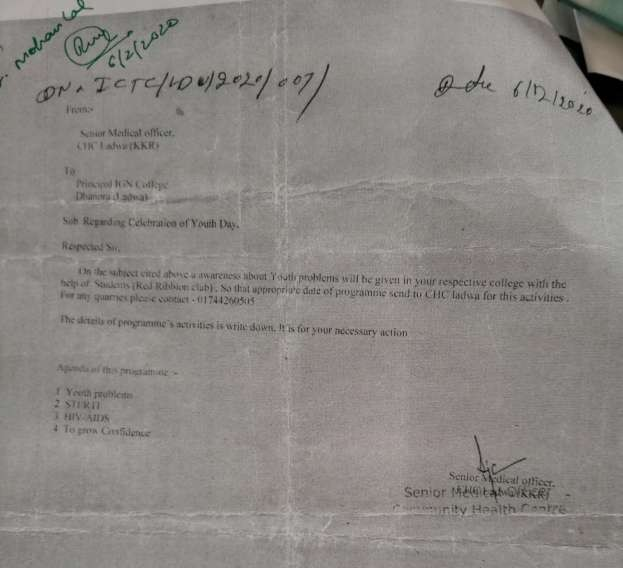 Mohan Lal
6/2/2020
DN. ICTC/LDW/2020/007/
Date 6/2/2020
From:-
Senior Medical officer,
CHC Ladwa (KKR)
To
Principal IGN College
Dhanora (Ladwa)
Sub Regarding Celebration of Youth Day.
Respected Sir,
On the subject cited above a awareness about Youth problems will be given in your respective college with the
help of Students (Red Ribbion club). So that appropriate date of programme send to CHC ladwa for this activities .
For any quarries please contact - 01744260505
The details of programme's activities is write down. It is for your necessary action
Agenda of this programme :-
1 Youth problems
2 STI/RTI
3 HIV-AIDS
4 To grow Confidence
Senior Medical officer,
CHC Ladwa (KKR)
Senior Medical Officer
Community Health Centre